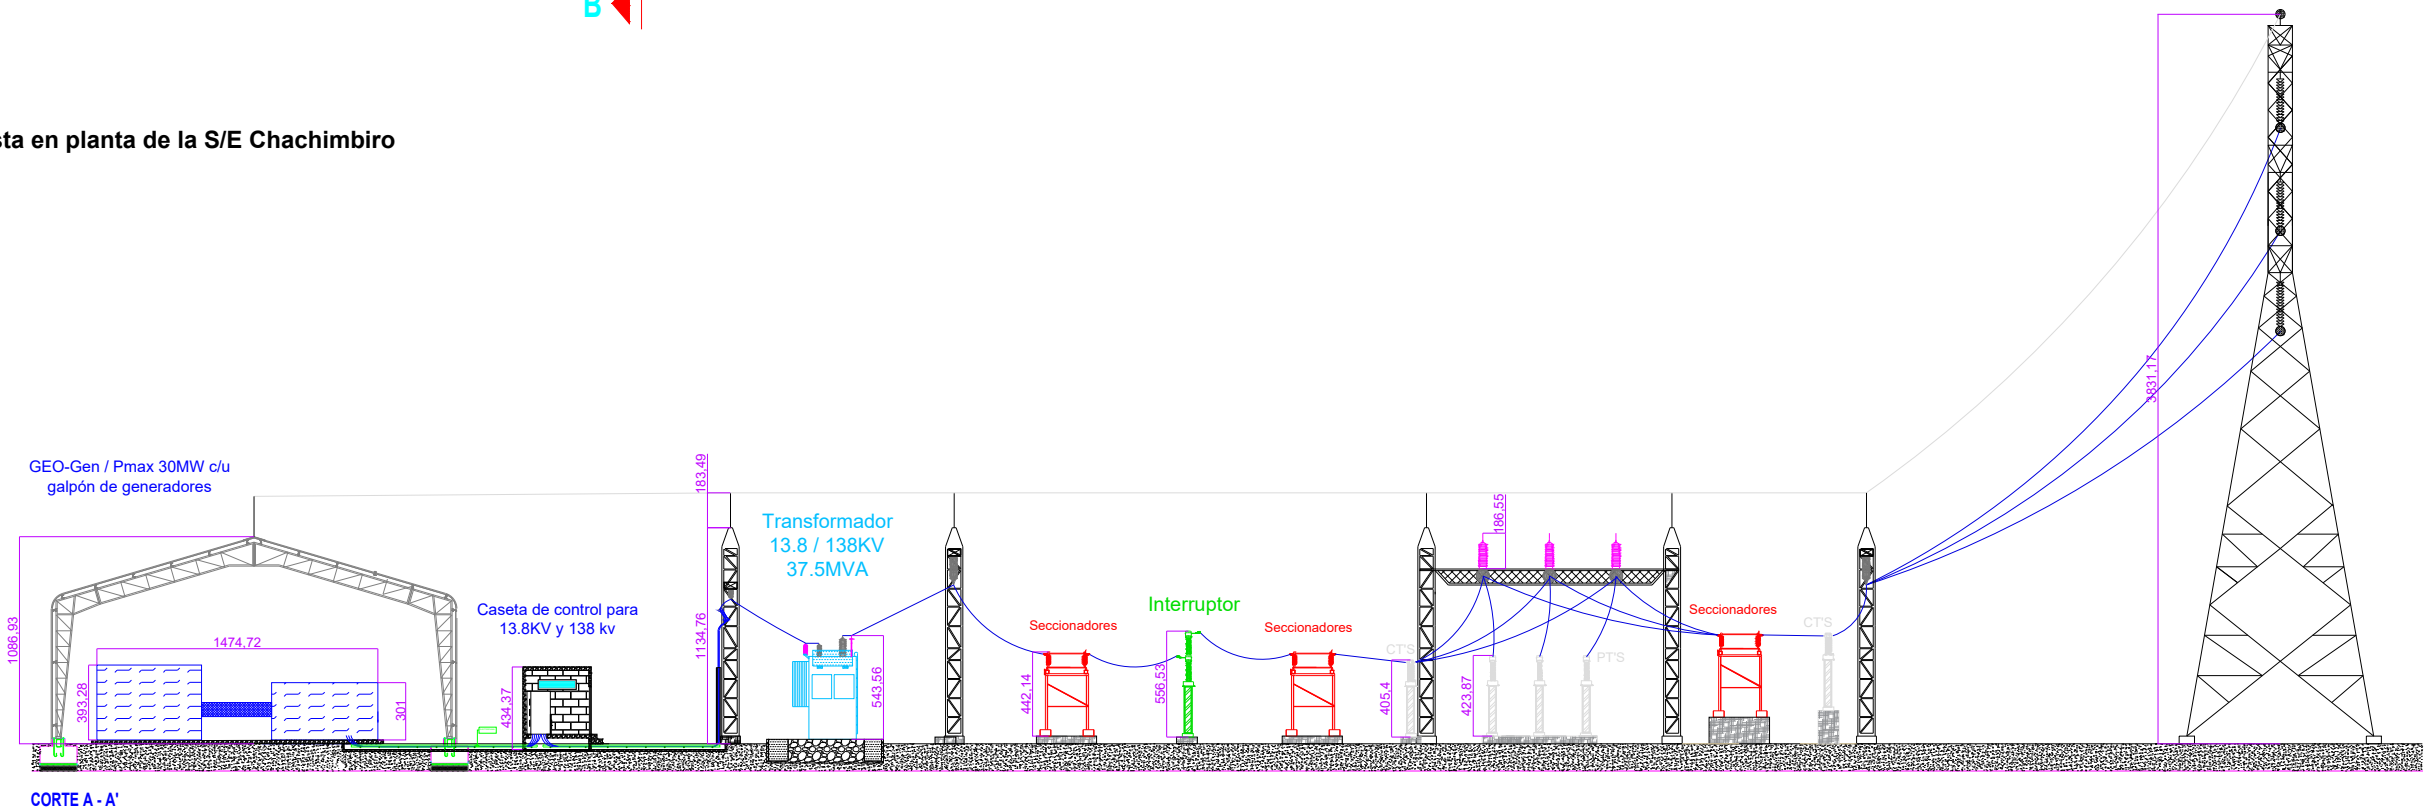 B
sta en planta de la S/E Chachimbiro
GEO-Gen / Pmax 30MW c/u
galpón de generadores
1086,93
1474,72
393,28
301
Caseta de control para
13.8KV y 138 kv
434,37
183,49
1134,76
Transformador
13.8 / 138KV
37.5MVA
543,56
Seccionadores
442,14
Interruptor
556,53
Seccionadores
CT'S
405,4
186,55
423,87
PT'S
Seccionadores
CT'S
3831,17
CORTE A - A'